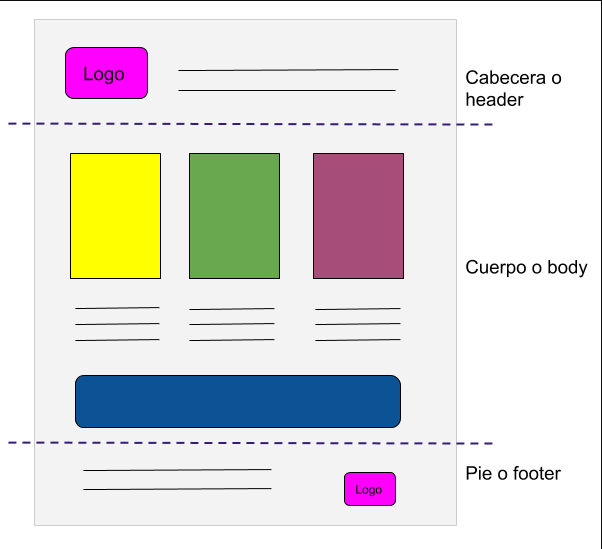 Logo
Cabecera o
header
Cuerpo o body
Pie o footer
Logo